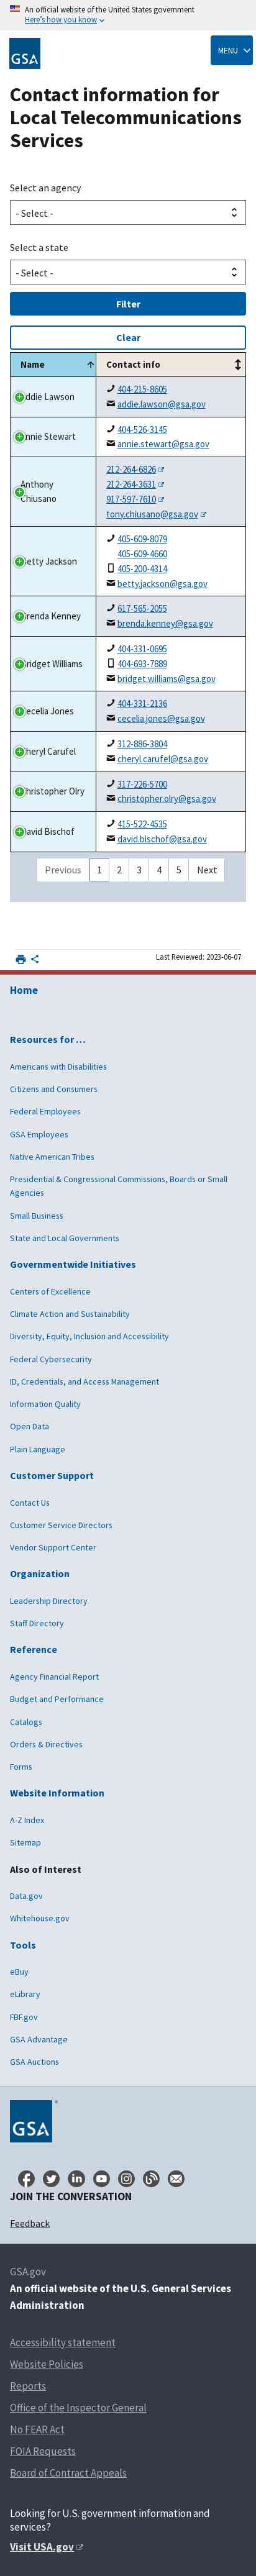 An official website of the United States government
Here's how you know
GSA
MENU
Contact information for
Local Telecommunications
Services
Select an agency
- Select -
Select a state
- Select -
Filter
Clear
Name
Contact info
Addie Lawson
404-215-8605
addie.lawson@gsa.gov
Annie Stewart
404-526-3145
annie.stewart@gsa.gov
Anthony
Chiusano
212-264-6826
212-264-3631
917-597-7610
tony.chiusano@gsa.gov
Betty Jackson
405-609-8079
405-609-4660
405-200-4314
betty.jackson@gsa.gov
Brenda Kenney
617-565-2055
brenda.kenney@gsa.gov
Bridget Williams
404-331-0695
404-693-7889
bridget.williams@gsa.gov
Cecelia Jones
404-331-2136
cecelia.jones@gsa.gov
Cheryl Carufel
312-886-3804
cheryl.carufel@gsa.gov
Christopher Olry
317-226-5700
christopher.olry@gsa.gov
David Bischof
415-522-4535
david.bischof@gsa.gov
Previous 1 2 3 4 5 Next
Last Reviewed: 2023-06-07
Home
Resources for …
Americans with Disabilities
Citizens and Consumers
Federal Employees
GSA Employees
Native American Tribes
Presidential & Congressional Commissions, Boards or Small
Agencies
Small Business
State and Local Governments
Governmentwide Initiatives
Centers of Excellence
Climate Action and Sustainability
Diversity, Equity, Inclusion and Accessibility
Federal Cybersecurity
ID, Credentials, and Access Management
Information Quality
Open Data
Plain Language
Customer Support
Contact Us
Customer Service Directors
Vendor Support Center
Organization
Leadership Directory
Staff Directory
Reference
Agency Financial Report
Budget and Performance
Catalogs
Orders & Directives
Forms
Website Information
A-Z Index
Sitemap
Also of Interest
Data.gov
Whitehouse.gov
Tools
eBuy
eLibrary
FBF.gov
GSA Advantage
GSA Auctions
GSA
JOIN THE CONVERSATION
Feedback
GSA.gov
An official website of the U.S. General Services
Administration
Accessibility statement
Website Policies
Reports
Office of the Inspector General
No FEAR Act
FOIA Requests
Board of Contract Appeals
Looking for U.S. government information and
services?
Visit USA.gov